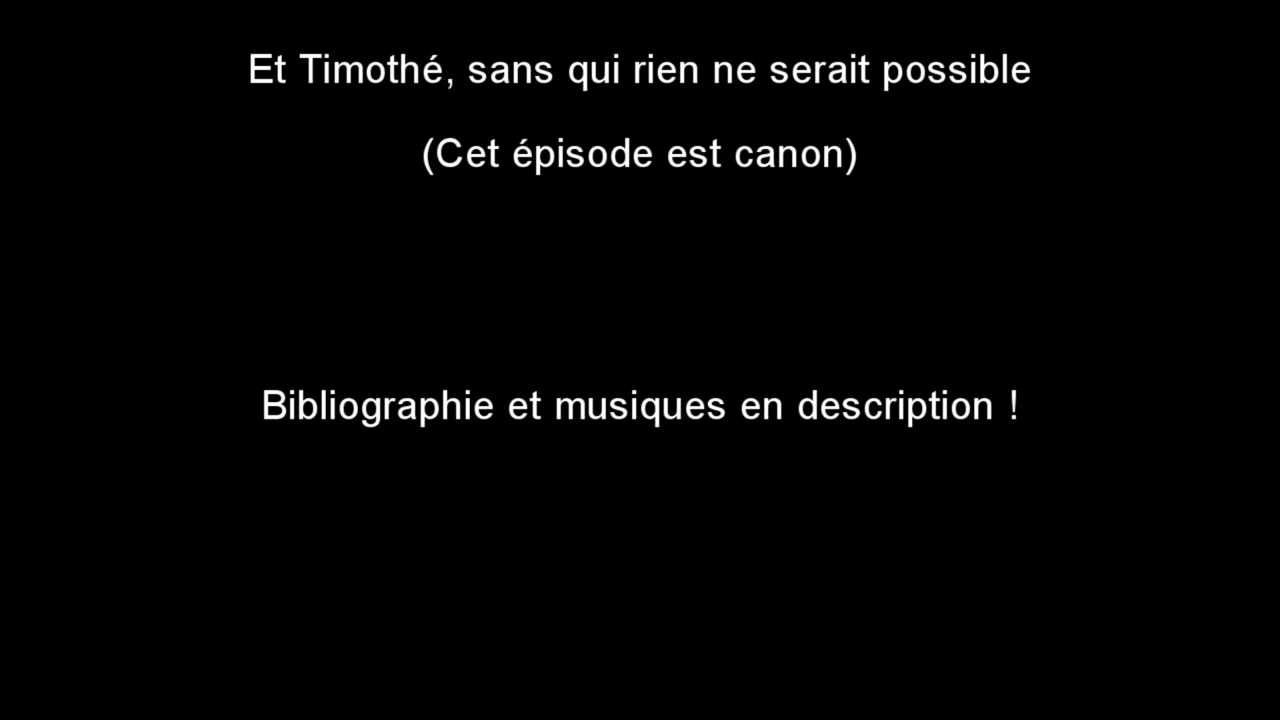 Et Timothé, sans qui rien ne serait possible
(Cet épisode est canon)
Bibliographie et musiques en description !